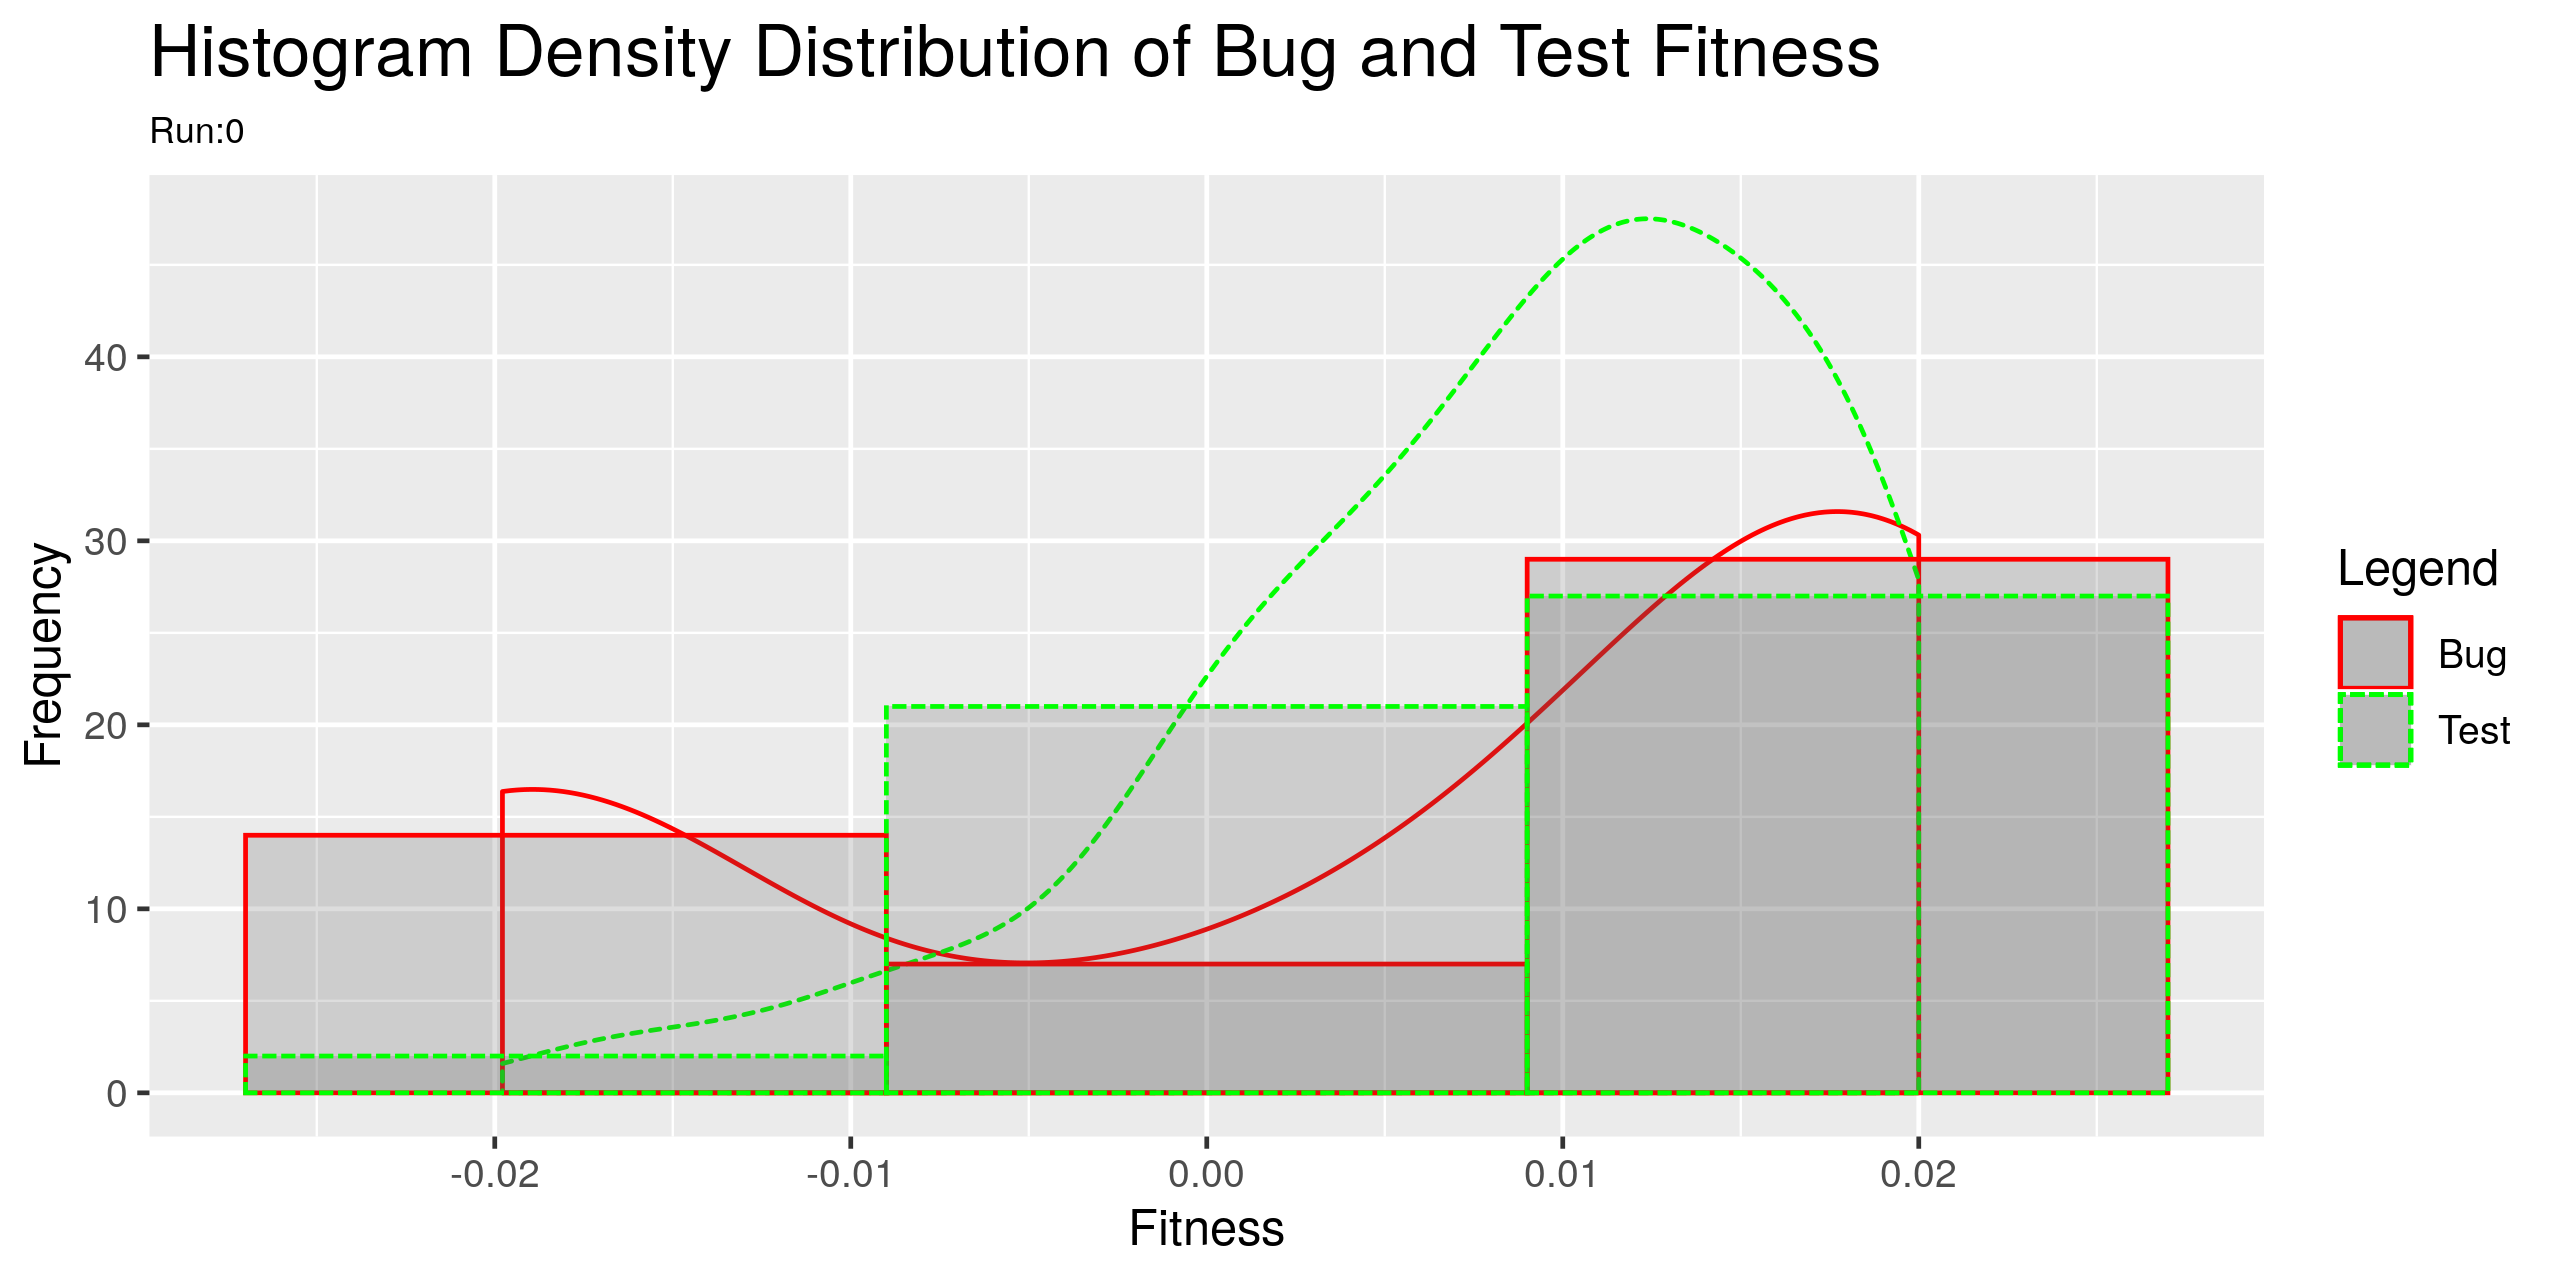 Histogram Density Distribution of Bug and Test Fitness
Run:0
Frequency
40
30
20
10
0
-0.02
-0.01
0.00
0.01
0.02
Fitness
Legend
Bug
Test